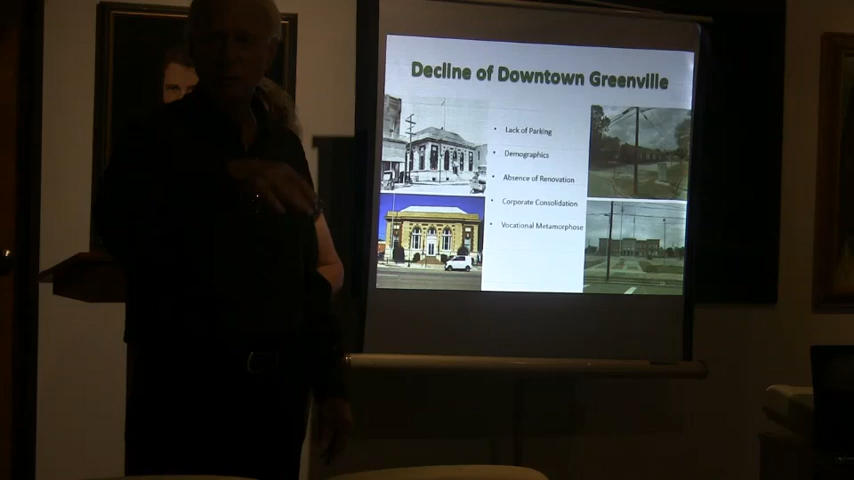 Decline of Downtown Greenville
• Lack of Parking
• Demographics
• Absence of Renovation
• Corporate Consolidation
• Vocational Metamorphose